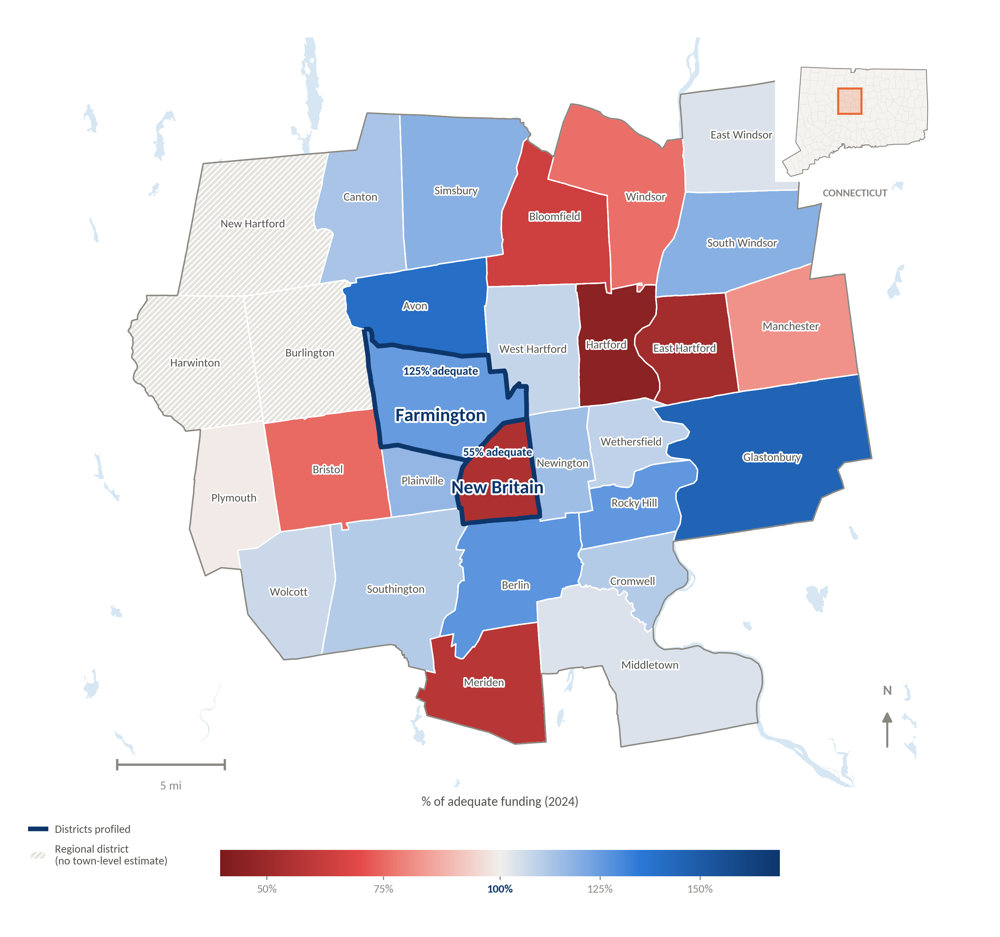 East Windsor
CONNECTICUT
Simsbury
Canton
Windsor
Bloomfield
New Hartford
South Windsor
Avon
Manchester
West Hartford
Hartford
East Hartford
Burlington
Harwinton
125% adequate
Farmington
Wethersfield
55% adequate
Glastonbury
Newington
Bristol
Plainville
New Britain
Plymouth
Rocky Hill
Cromwell
Berlin
Southington
Wolcott
Middletown
Meriden
N
5 mi
% of adequate funding (2024)
Districts profiled
Regional district
(no town-level estimate)
50%
75%
100%
125%
150%